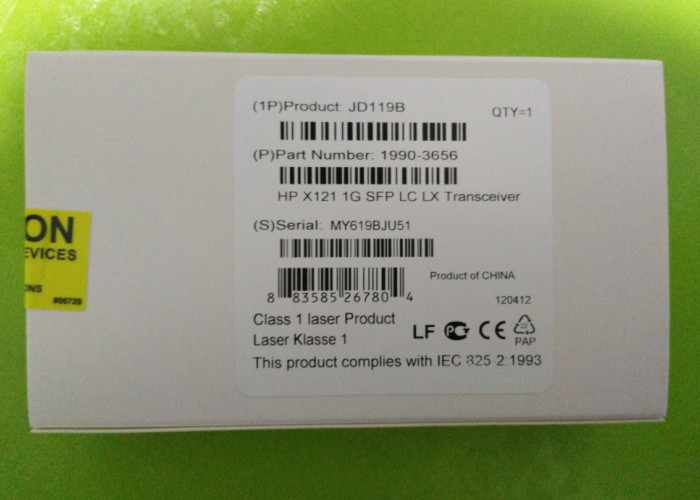 (1P)Product: JD119B
QTY=1
(P)Part Number: 1990-3656
HP X121 1G SFP LC LX Transceiver
(S)Serial: MY619BJU51
Product of CHINA
8 83585 26780 4
120412
Class 1 laser Product
Laser Klasse 1
LF PG CE
PAP
This product complies with IEC 825 2:1993
ON
EVICES
ONS
#06729